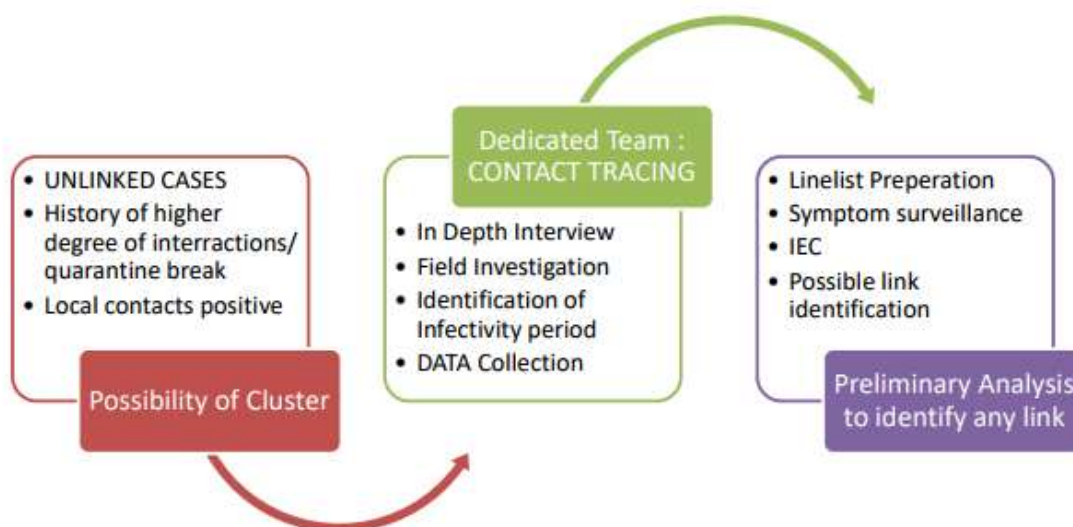 • UNLINKED CASES
• History of higher
degree of interractions/
quarantine break
• Local contacts positive
Possibility of Cluster
Dedicated Team :
CONTACT TRACING
• In Depth Interview
• Field Investigation
• Identification of
Infectivity period
• DATA Collection
• Linelist Preperation
• Symptom surveillance
• IEC
• Possible link
identification
Preliminary Analysis
to identify any link